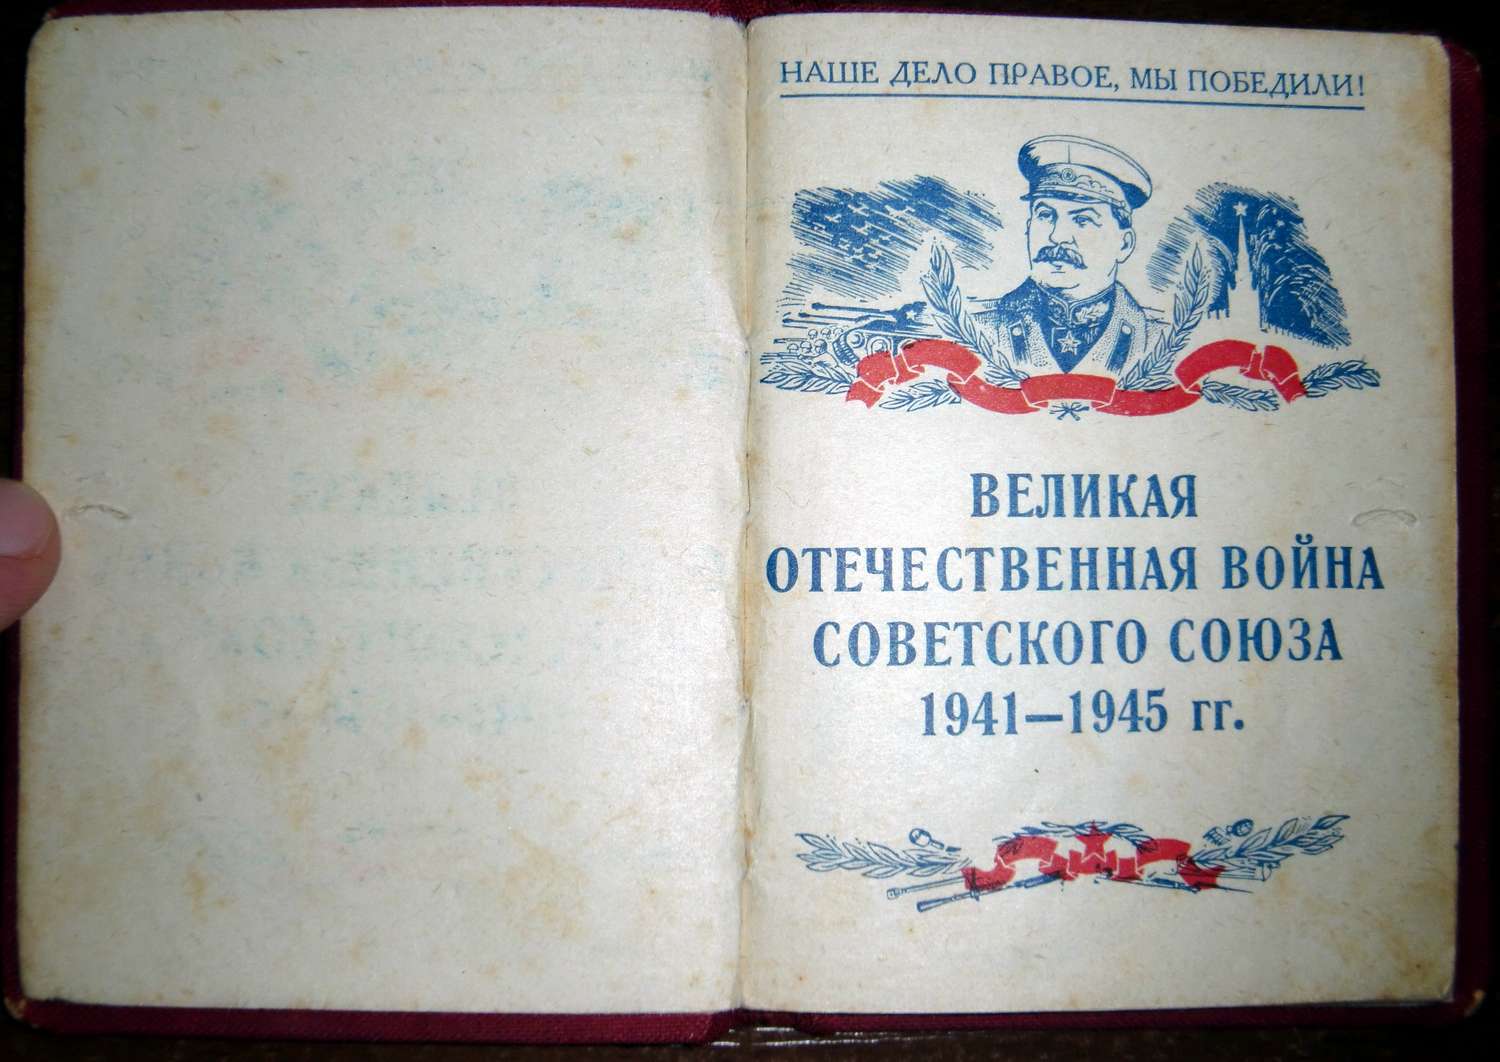 НАШЕ ДЕЛО ПРАВОЕ, МЫ ПОБЕДИЛИ!
ВЕЛИКАЯ
ОТЕЧЕСТВЕННАЯ ВОЙНА
СОВЕТСКОГО СОЮЗА
1941—1945 гг.